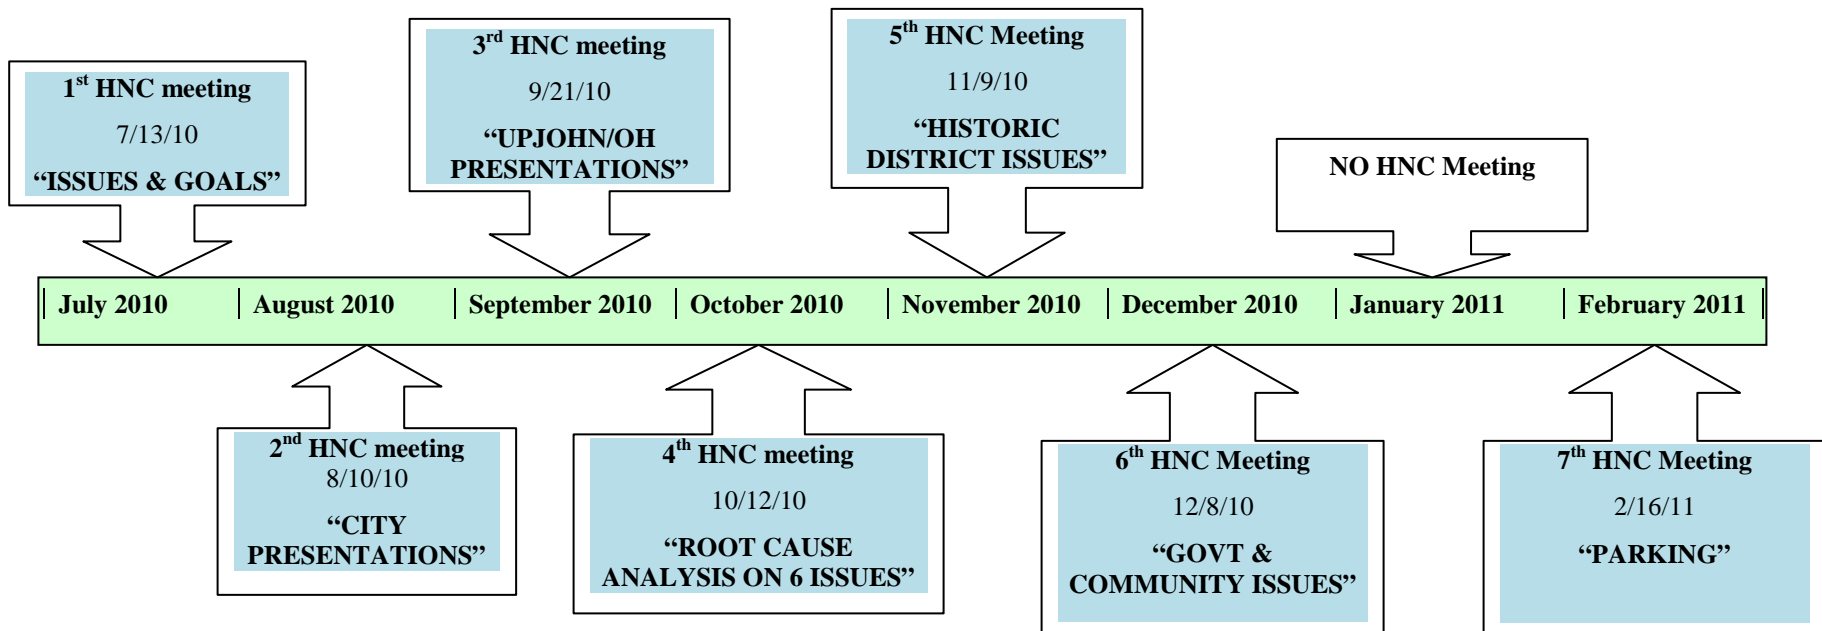 1st HNC meeting
7/13/10
“ISSUES & GOALS”
3rd HNC meeting
9/21/10
“UPJOHN/OH
PRESENTATIONS”
5th HNC Meeting
11/9/10
“HISTORIC
DISTRICT ISSUES”
NO HNC Meeting
July 2010
August 2010
September 2010
October 2010
November 2010
December 2010
January 2011
February 2011
2nd HNC meeting
8/10/10
“CITY
PRESENTATIONS”
4th HNC meeting
10/12/10
“ROOT CAUSE
ANALYSIS ON 6 ISSUES”
6th HNC Meeting
12/8/10
“GOVT &
COMMUNITY ISSUES”
7th HNC Meeting
2/16/11
“PARKING”